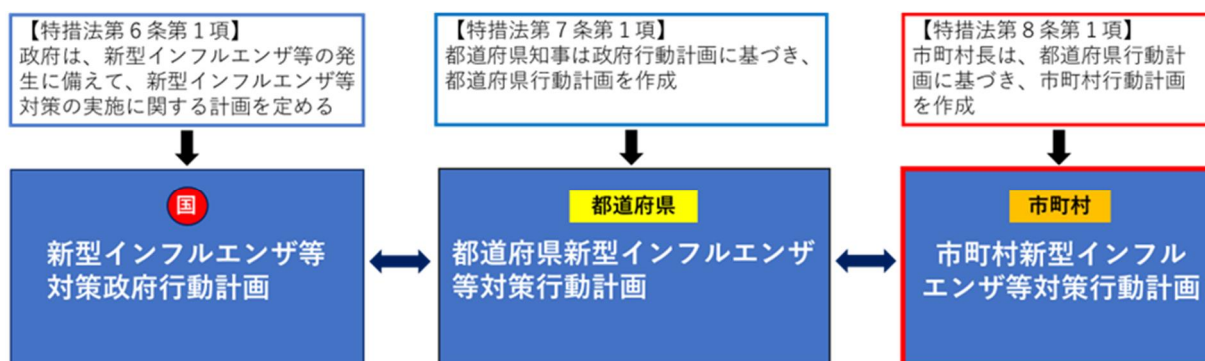 【特措法第6条第1項】
政府は、新型インフルエンザ等の発
生に備えて、新型インフルエンザ等
対策の実施に関する計画を定める
【特措法第7条第1項】
都道府県知事は政府行動計画に基づき、
都道府県行動計画を作成
【特措法第8条第1項】
市町村長は、都道府県行動計
画に基づき、市町村行動計画
を作成
国
新型インフルエンザ等
対策政府行動計画
都道府県
都道府県新型インフルエンザ
等対策行動計画
市町村
市町村新型インフル
エンザ等対策行動計画